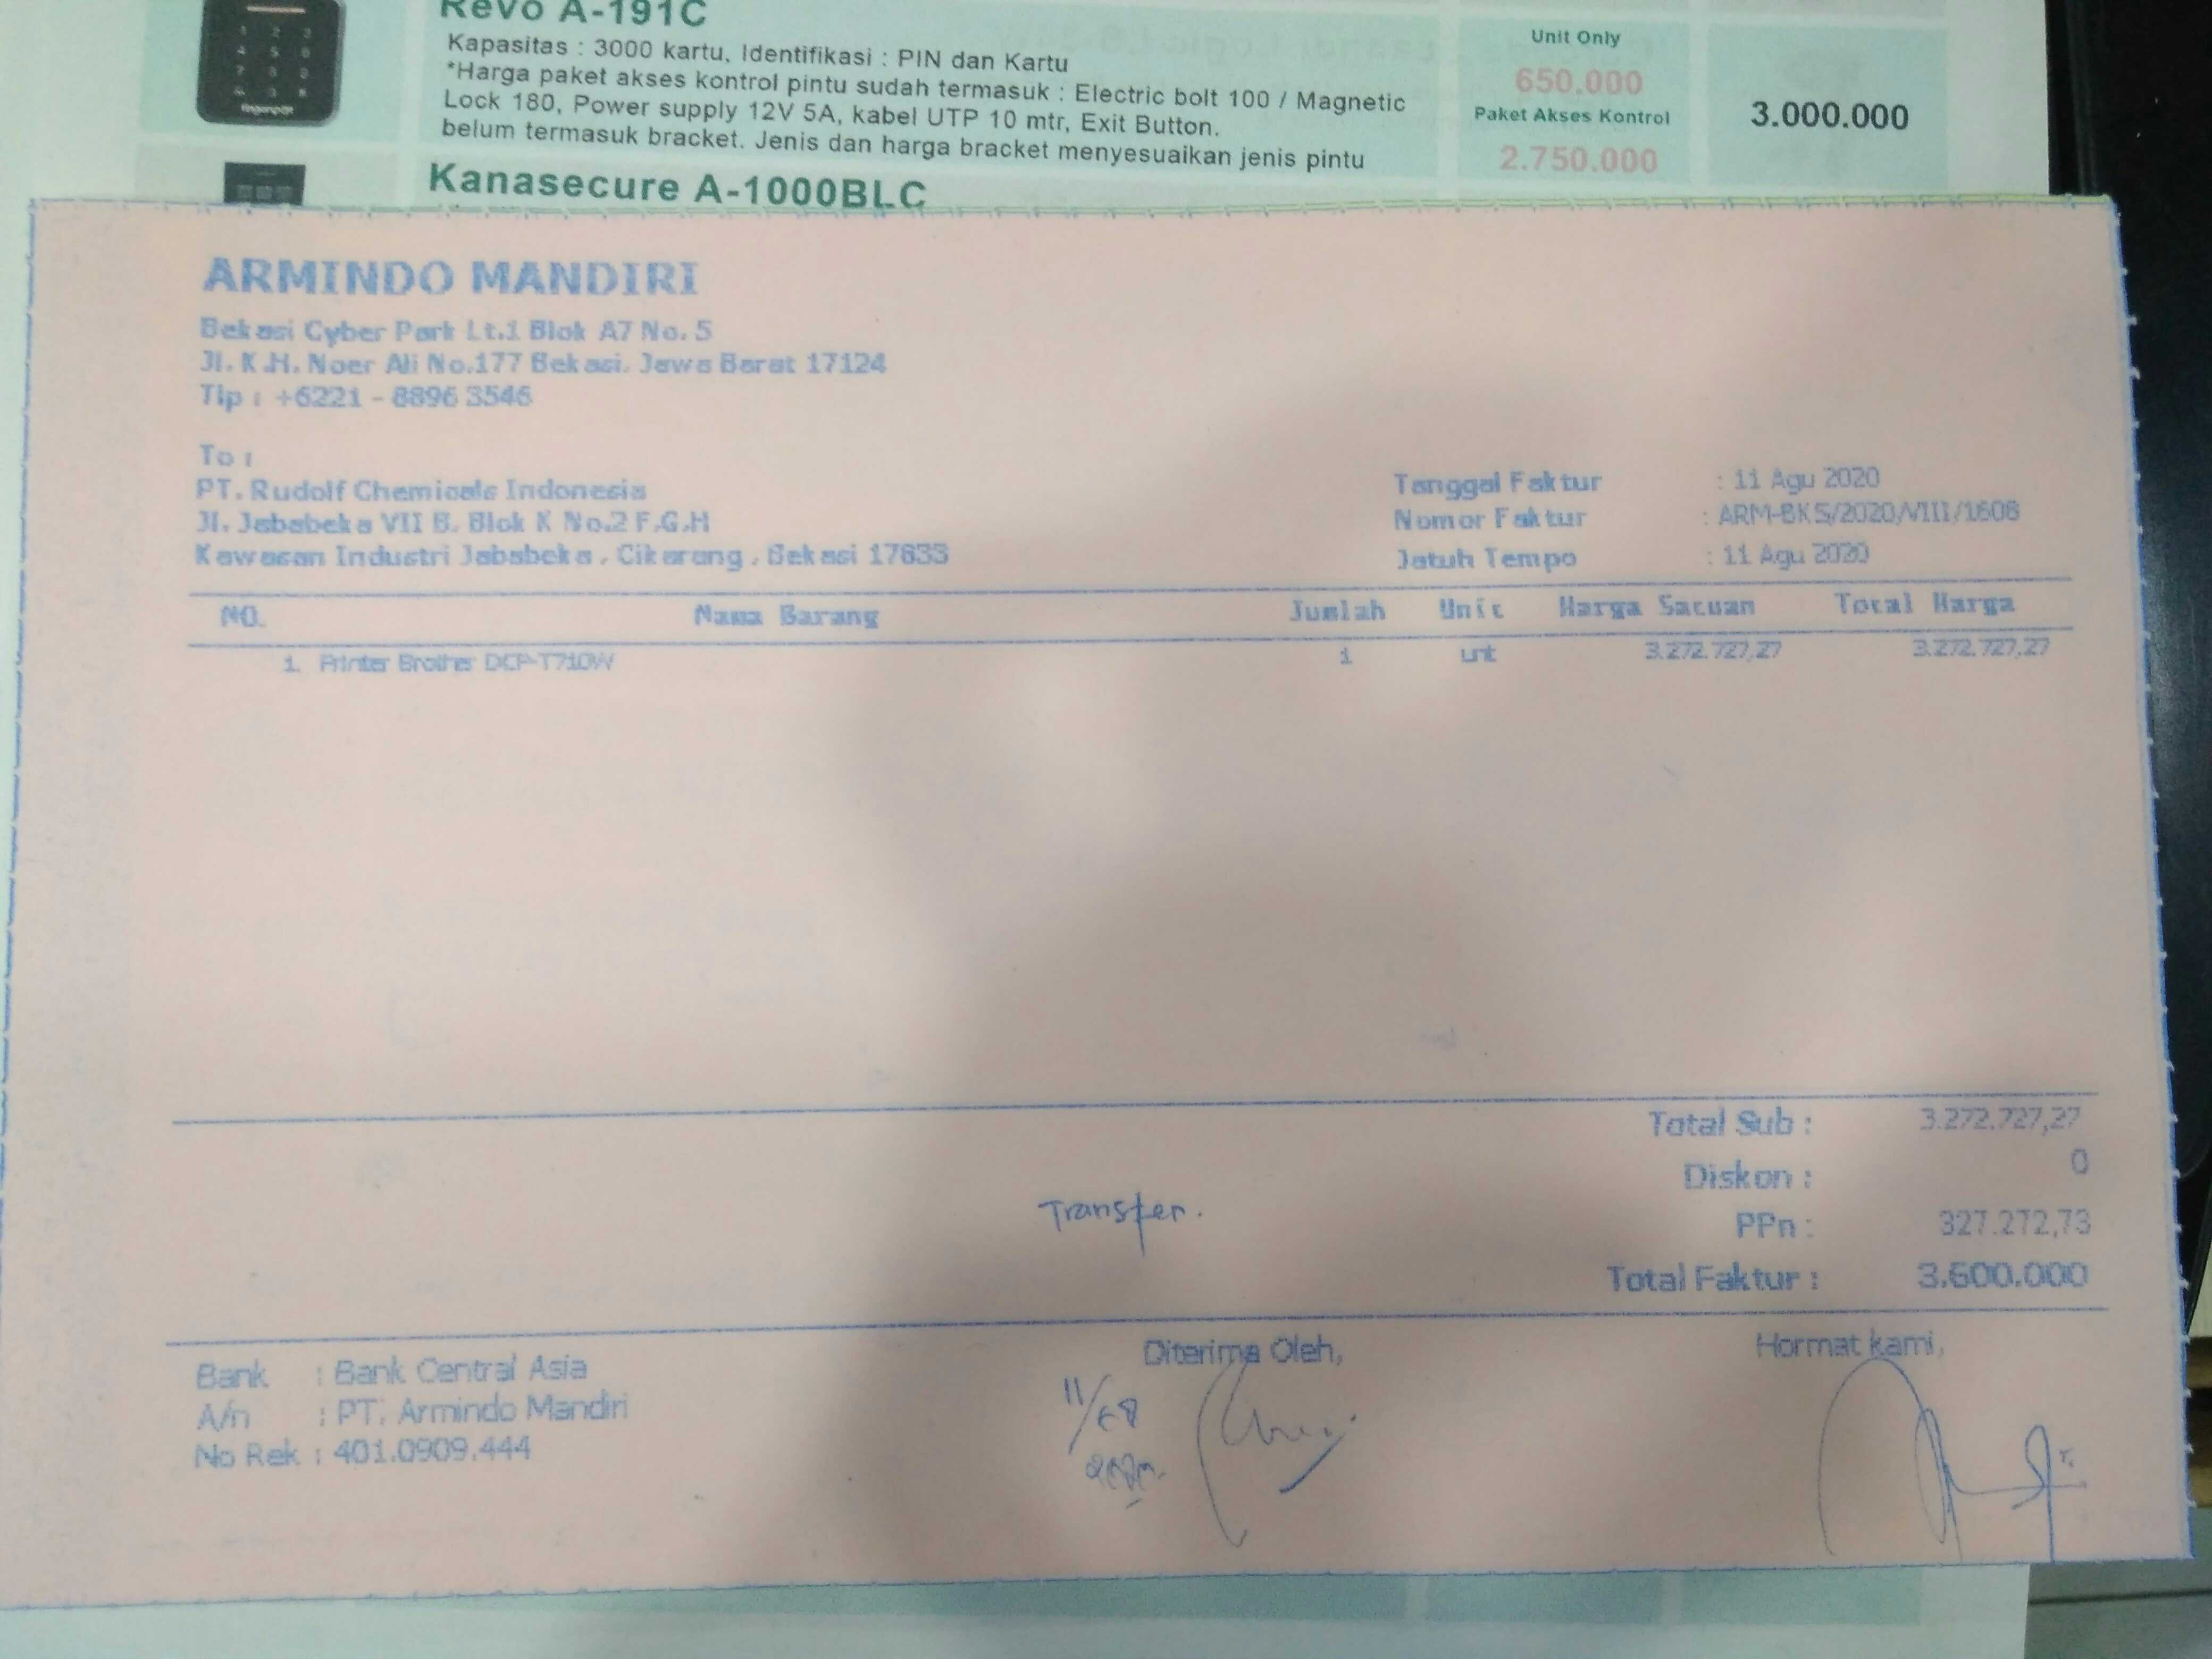 Revo A-191C
Kapasitas : 3000 kartu, Identifikasi : PIN dan Kartu
*Harga paket akses kontrol pintu sudah termasuk : Electric bolt 100 / Magnetic
Lock 180, Power supply 12V 5A, kabel UTP 10 mtr, Exit Button.
belum termasuk bracket. Jenis dan harga bracket menyesuaikan jenis pintu
Unit Only
650.000
Paket Akses Kontrol
2.750.000
3.000.000
Kanasecure A-1000BLC
ARMINDO MANDIRI
Bekasi Cyber Park Lt.1 Blok A7 No. 5
Jl. K.H. Noer Ali No.177 Bekasi. Jawa Barat 17124
Tlp : +6221 - 8896 3546
To :
PT. Rudolf Chemicals Indonesia
Jl. Jababeka VII B. Blok K No.2 F.G.H
Kawasan Industri Jababeka , Cikarang , Bekasi 17833
Tanggal Faktur : 11 Agu 2020
Nomor Faktur : ARM-BKS/2020/VIII/1608
Jatuh Tempo : 11 Agu 2020
NO. Nama Barang Jumlah Unit Harga Satuan Total Harga
1. Printer Brother DCP-T710W 1 unit 3.272.727,27 3.272.727,27
Total Sub : 3.272.727,27
Diskon : 0
PPn : 327.272,73
Total Faktur : 3.600.000
Transfer.
Bank : Bank Central Asia
A/n : PT. Armindo Mandiri
No Rek : 401.0909.444
Diterima Oleh,
11/08
2020
Hormat kami,